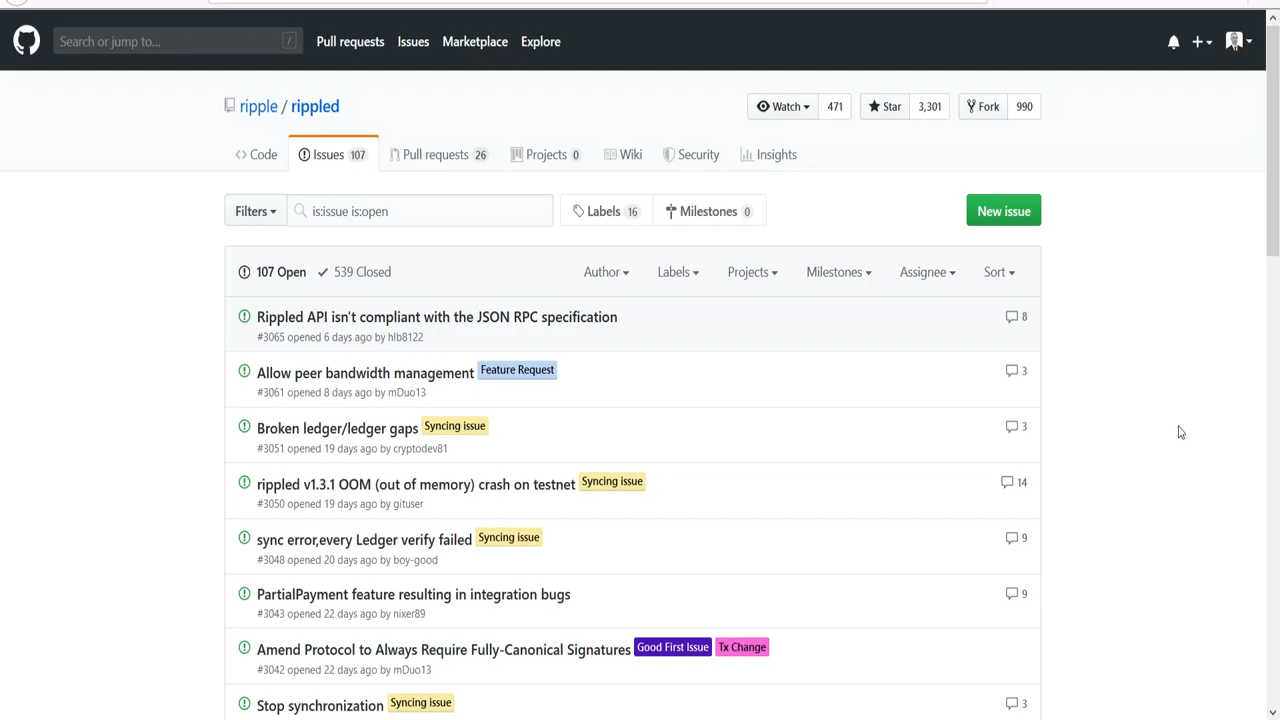 Search or jump to... /
Pull requests Issues Marketplace Explore
ripple / rippled
Watch 471 Star 3,301 Fork 990
Code Issues 107 Pull requests 26 Projects 0 Wiki Security Insights
Filters is:issue is:open Labels 16 Milestones 0 New issue
107 Open 539 Closed Author Labels Projects Milestones Assignee Sort
Rippled API isn't compliant with the JSON RPC specification 8
#3065 opened 6 days ago by hlb8122
Allow peer bandwidth management Feature Request 3
#3061 opened 8 days ago by mDuo13
Broken ledger/ledger gaps Syncing issue 3
#3051 opened 19 days ago by cryptodev81
rippled v1.3.1 OOM (out of memory) crash on testnet Syncing issue 14
#3050 opened 19 days ago by gituser
sync error,every Ledger verify failed Syncing issue 9
#3048 opened 20 days ago by boy-good
PartialPayment feature resulting in integration bugs 9
#3043 opened 22 days ago by nixer89
Amend Protocol to Always Require Fully-Canonical Signatures Good First Issue Tx Change
#3042 opened 22 days ago by mDuo13
Stop synchronization Syncing issue 3